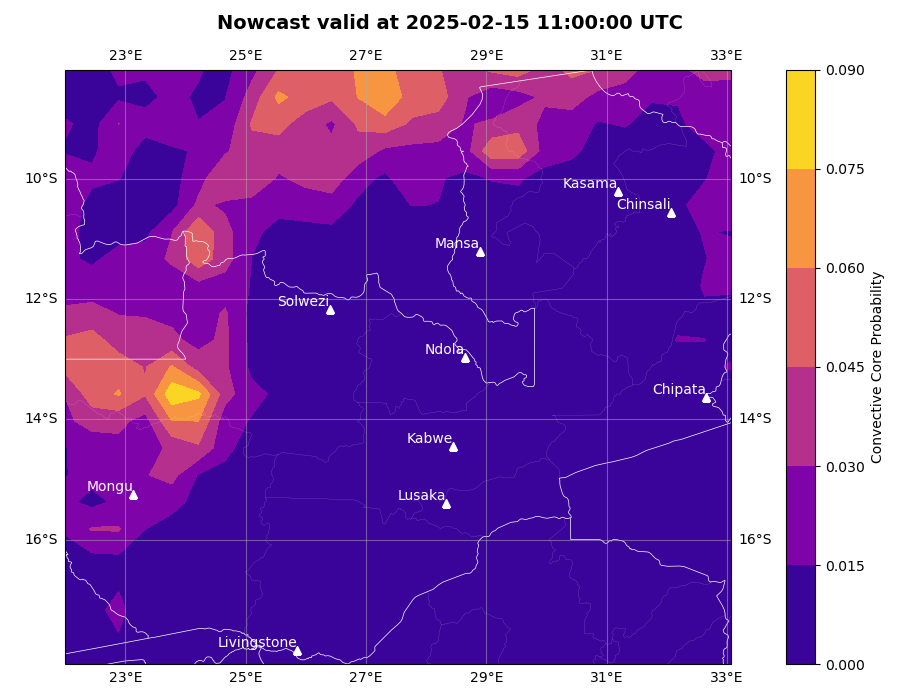 Nowcast valid at 2025-02-15 11:00:00 UTC
23°E 25°E 27°E 29°E 31°E 33°E
0.090
0.075
10°S 10°S
Kasama
Chinsali
Mansa
0.060
12°S 12°S
Solwezi
Ndola
0.045
Chipata
14°S 14°S
Kabwe
0.030
Mongu
Lusaka
16°S 16°S
0.015
Livingstone
0.000
23°E 25°E 27°E 29°E 31°E 33°E
Convective Core Probability